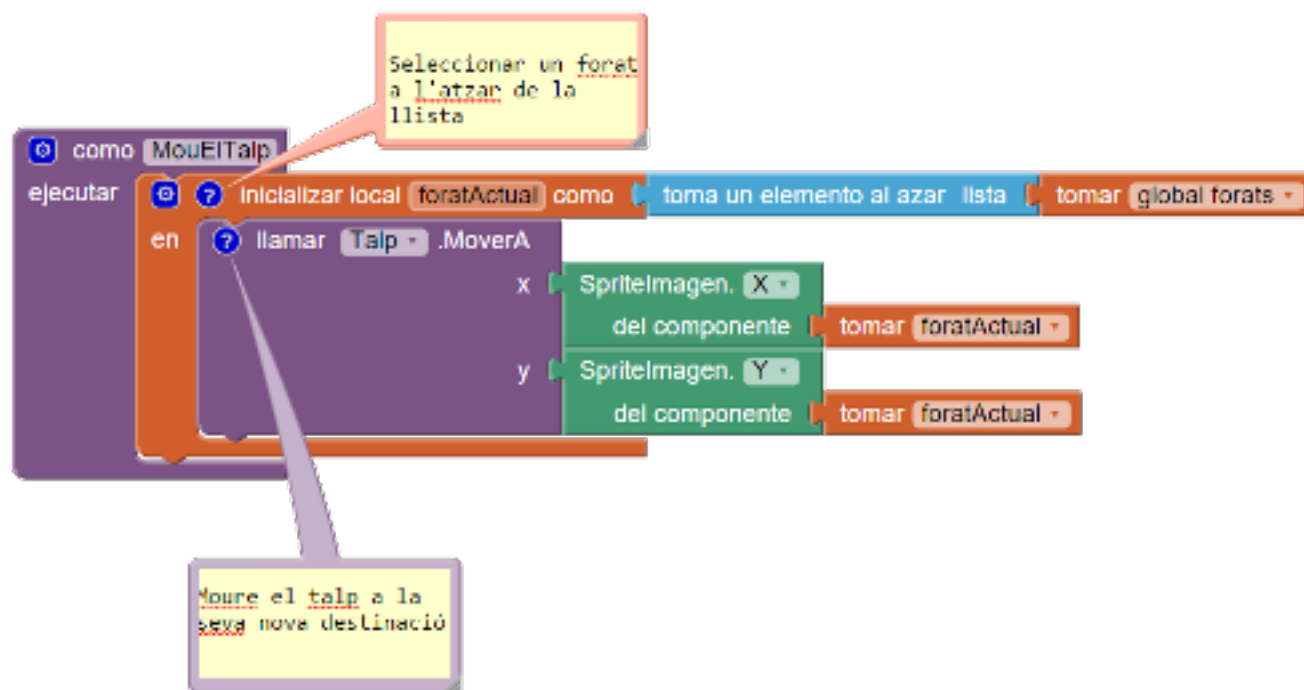 Seleccionar un forat
a l'atzar de la
llista
como MouElTalp
ejecutar inicializar local foratActual como toma un elemento al azar lista tomar global forats
en llamar Talp .MoverA
x SpriteImagen. X
del componente tomar foratActual
y SpriteImagen. Y
del componente tomar foratActual
Moure el talp a la
seva nova destinació